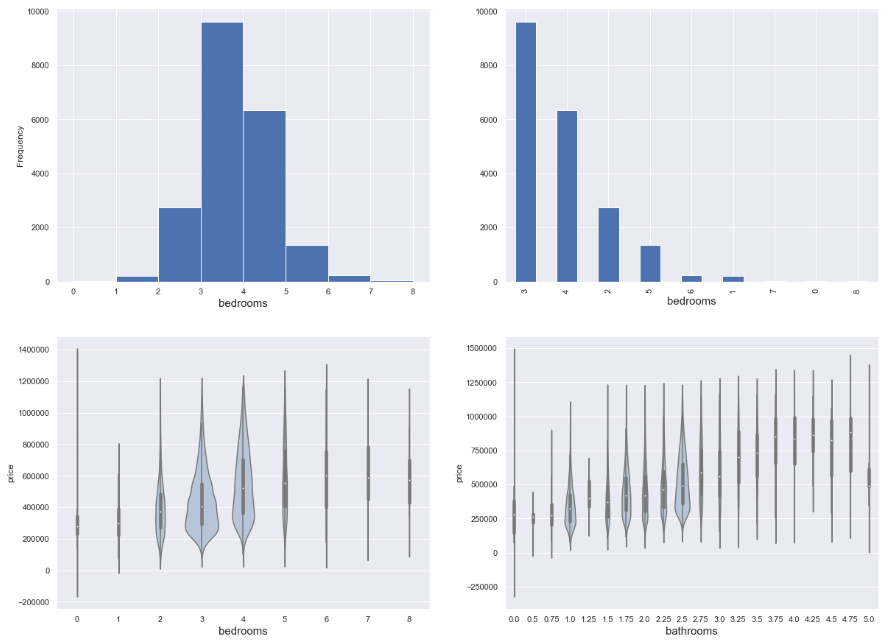 10000
8000
6000
4000
2000
0
Frequency
0 1 2 3 4 5 6 7 8
bedrooms
10000
8000
6000
4000
2000
0
3 4 2 5 6 1 7 0 8
bedrooms
1400000
1200000
1000000
800000
600000
400000
200000
0
−200000
price
0 1 2 3 4 5 6 7 8
bedrooms
1500000
1250000
1000000
750000
500000
250000
0
−250000
price
0.0 0.5 0.75 1.0 1.25 1.5 1.75 2.0 2.25 2.5 2.75 3.0 3.25 3.5 3.75 4.0 4.25 4.5 4.75 5.0
bathrooms